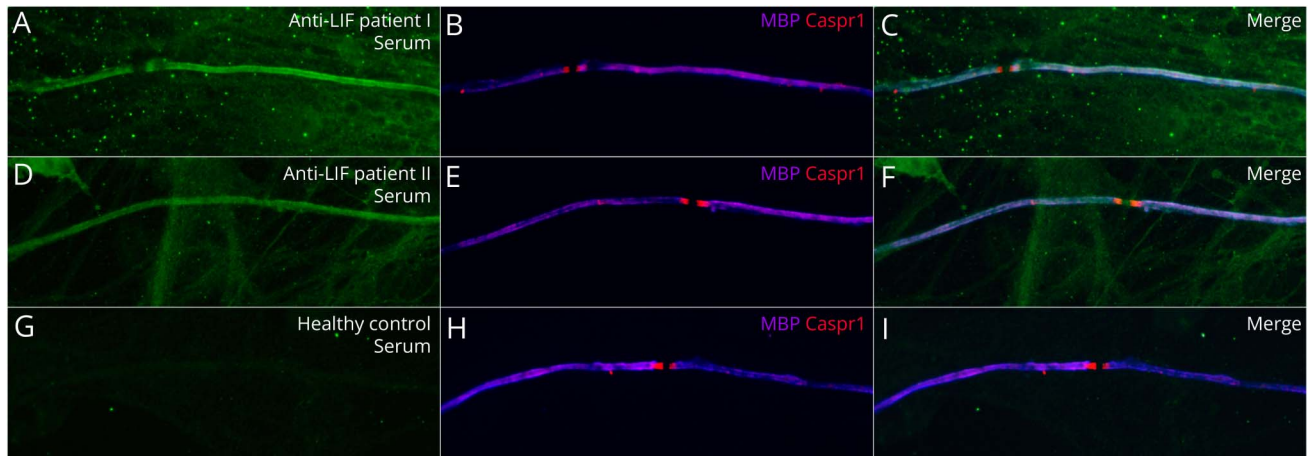 A
Anti-LIF patient I
Serum
B
MBP Caspr1
C
Merge
D
Anti-LIF patient II
Serum
E
MBP Caspr1
F
Merge
G
Healthy control
Serum
H
MBP Caspr1
I
Merge